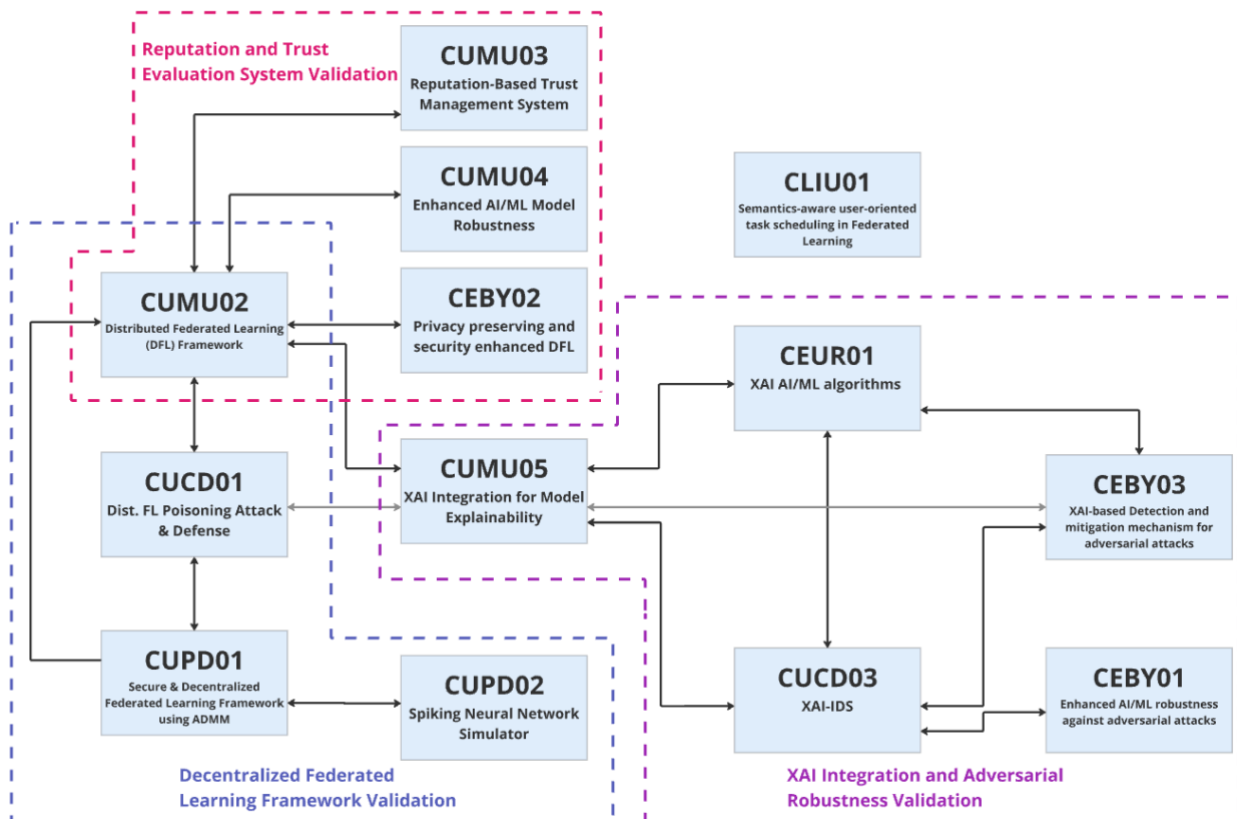 Reputation and Trust
Evaluation System Validation
CUMU03
Reputation-Based Trust
Management System
CUMU04
Enhanced AI/ML Model
Robustness
CLIU01
Semantics-aware user-oriented
task scheduling in Federated
Learning
CUMU02
Distributed Federated Learning
(DFL) Framework
CEBY02
Privacy preserving and
security enhanced DFL
CEUR01
XAI AI/ML algorithms
CUCD01
Dist. FL Poisoning Attack
& Defense
CUMU05
XAI Integration for Model
Explainability
CEBY03
XAI-based Detection and
mitigation mechanism for
adversarial attacks
CUPD01
Secure & Decentralized
Federated Learning Framework
using ADMM
CUPD02
Spiking Neural Network
Simulator
CUCD03
XAI-IDS
CEBY01
Enhanced AI/ML robustness
against adversarial attacks
Decentralized Federated
Learning Framework Validation
XAI Integration and Adversarial
Robustness Validation